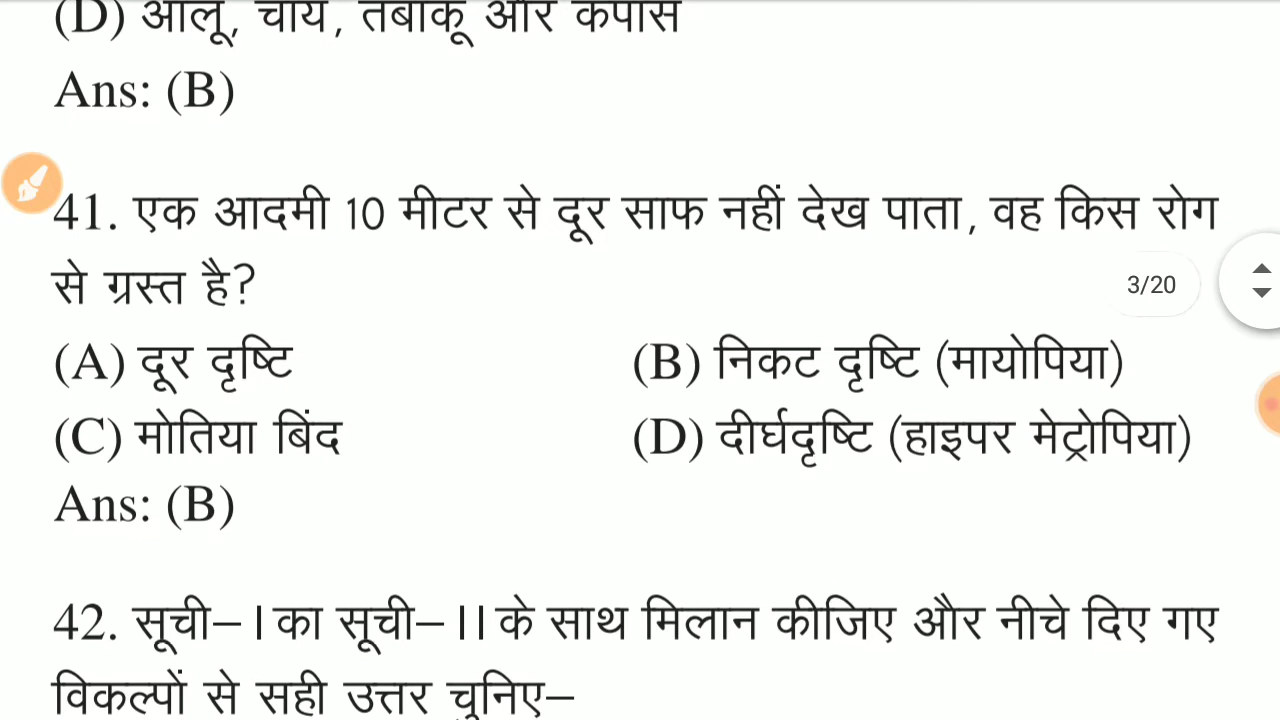 (D) आलू, चाय, तंबाकू और कपास
Ans: (B)
41. एक आदमी 10 मीटर से दूर साफ नहीं देख पाता, वह किस रोग
से ग्रस्त है?
3/20
(A) दूर दृष्टि (B) निकट दृष्टि (मायोपिया)
(C) मोतिया बिंद (D) दीर्घदृष्टि (हाइपर मेट्रोपिया)
Ans: (B)
42. सूची–I का सूची–II के साथ मिलान कीजिए और नीचे दिए गए
विकल्पों से सही उत्तर चुनिए–